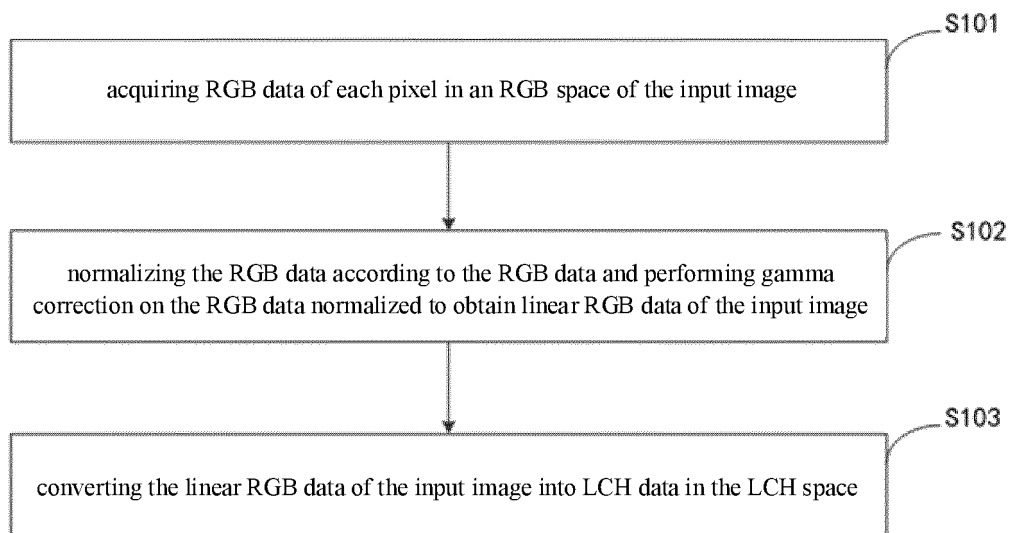 S101
acquiring RGB data of each pixel in an RGB space of the input image
S102
normalizing the RGB data according to the RGB data and performing gamma
correction on the RGB data normalized to obtain linear RGB data of the input image
S103
converting the linear RGB data of the input image into LCH data in the LCH space